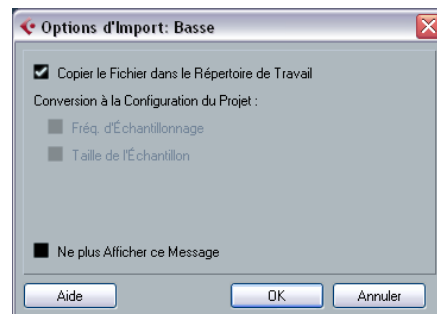 Options d'Import: Basse
Copier le Fichier dans le Répertoire de Travail
Conversion à la Configuration du Projet :
Fréq. d'Échantillonnage
Taille de l'Échantillon
Ne plus Afficher ce Message
Aide OK Annuler